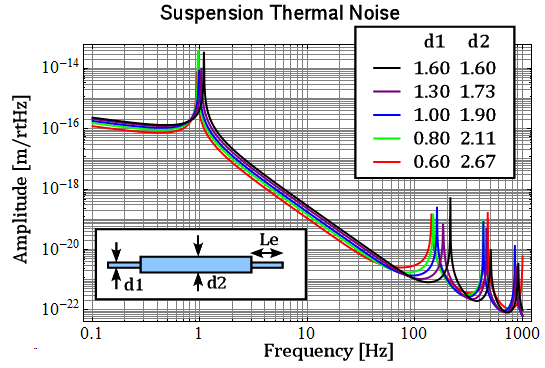 Suspension Thermal Noise
d1 d2
1.60 1.60
1.30 1.73
1.00 1.90
0.80 2.11
0.60 2.67
Amplitude [m/rtHz]
10⁻¹⁴
10⁻¹⁶
10⁻¹⁸
10⁻²⁰
10⁻²²
Le
d1 d2
0.1 1 10 100 1000
Frequency [Hz]